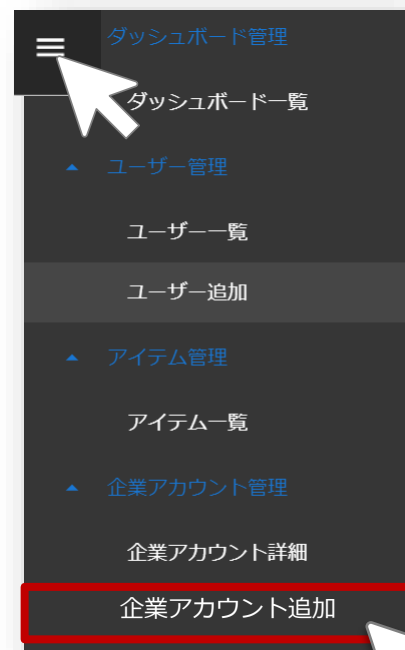 ダッシュボード管理
ダッシュボード一覧
ユーザー管理
ユーザー一覧
ユーザー追加
アイテム管理
アイテム一覧
企業アカウント管理
企業アカウント詳細
企業アカウント追加